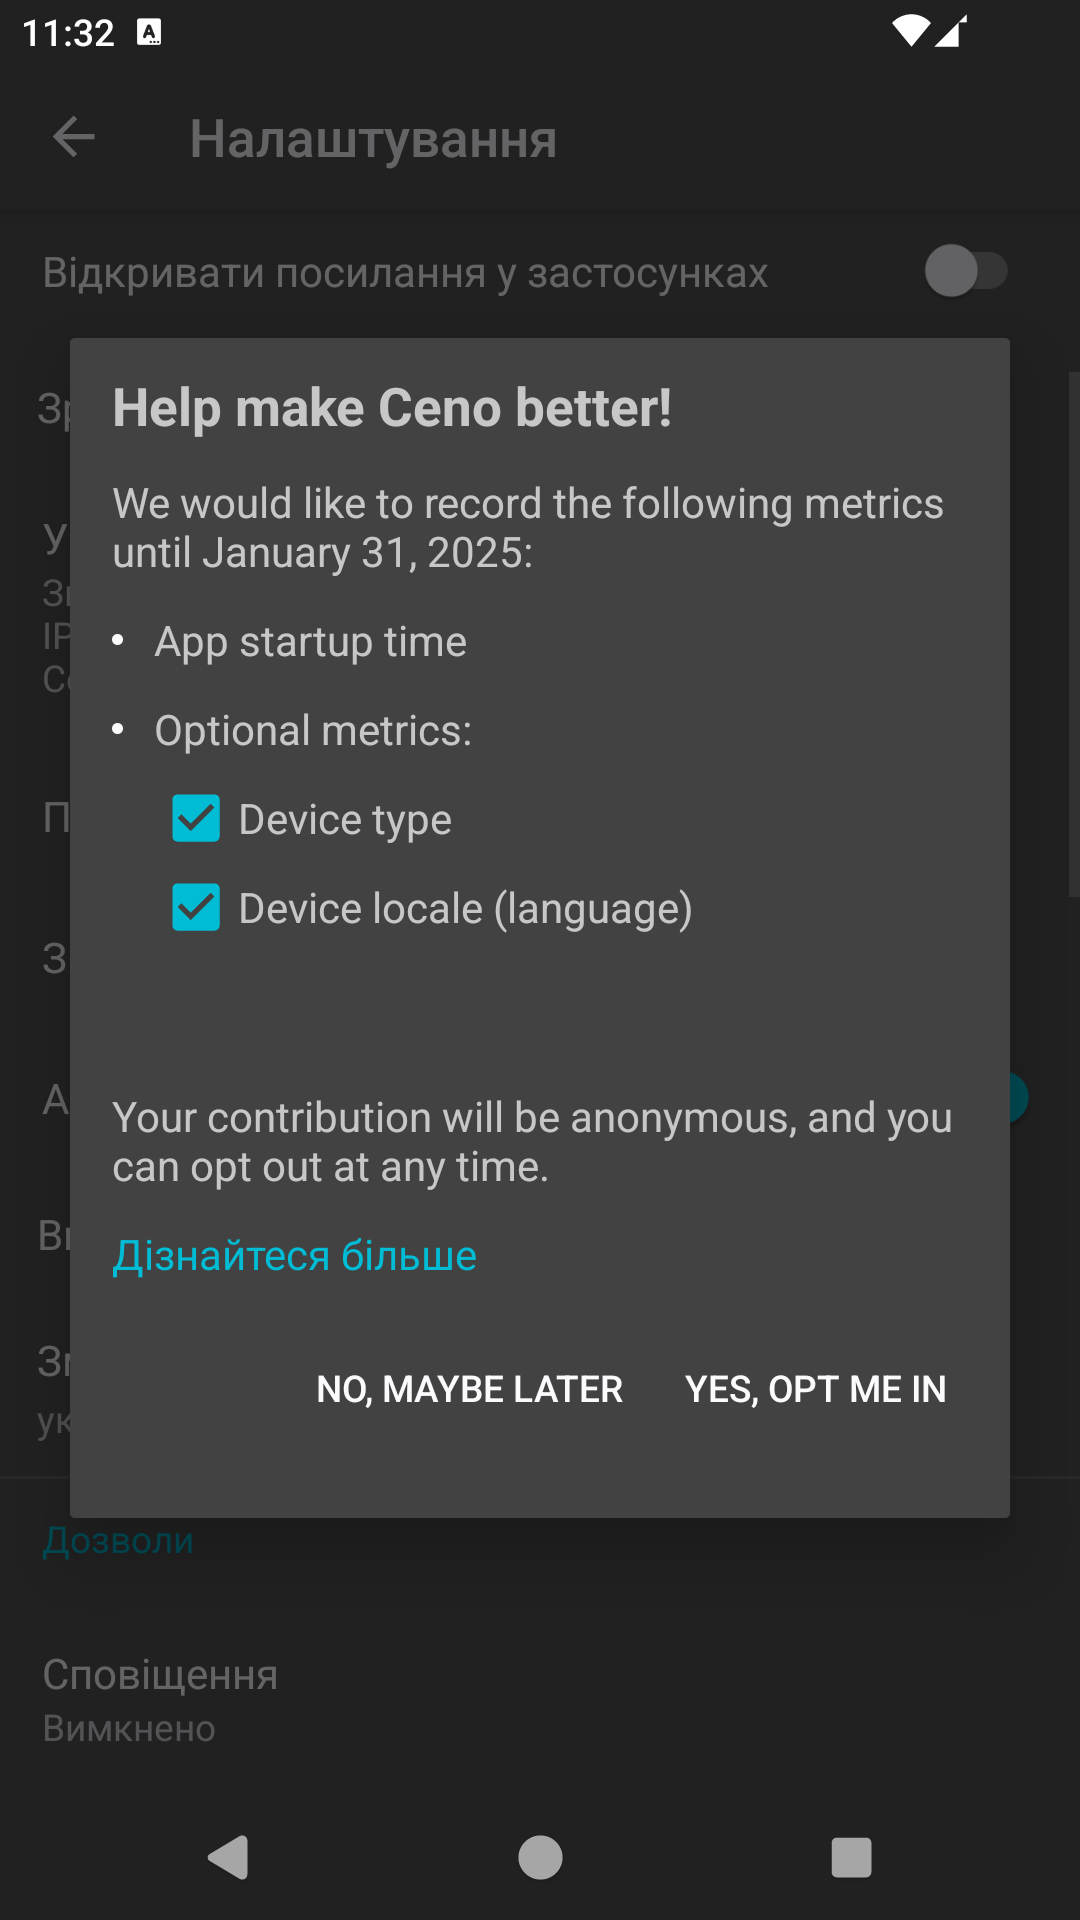 11:32
Налаштування
Відкривати посилання у застосунках
Help make Ceno better!
We would like to record the following metrics
until January 31, 2025:
• App startup time
• Optional metrics:
Device type
Device locale (language)
Your contribution will be anonymous, and you
can opt out at any time.
Дізнайтеся більше
NO, MAYBE LATER YES, OPT ME IN
Дозволи
Сповіщення
Вимкнено